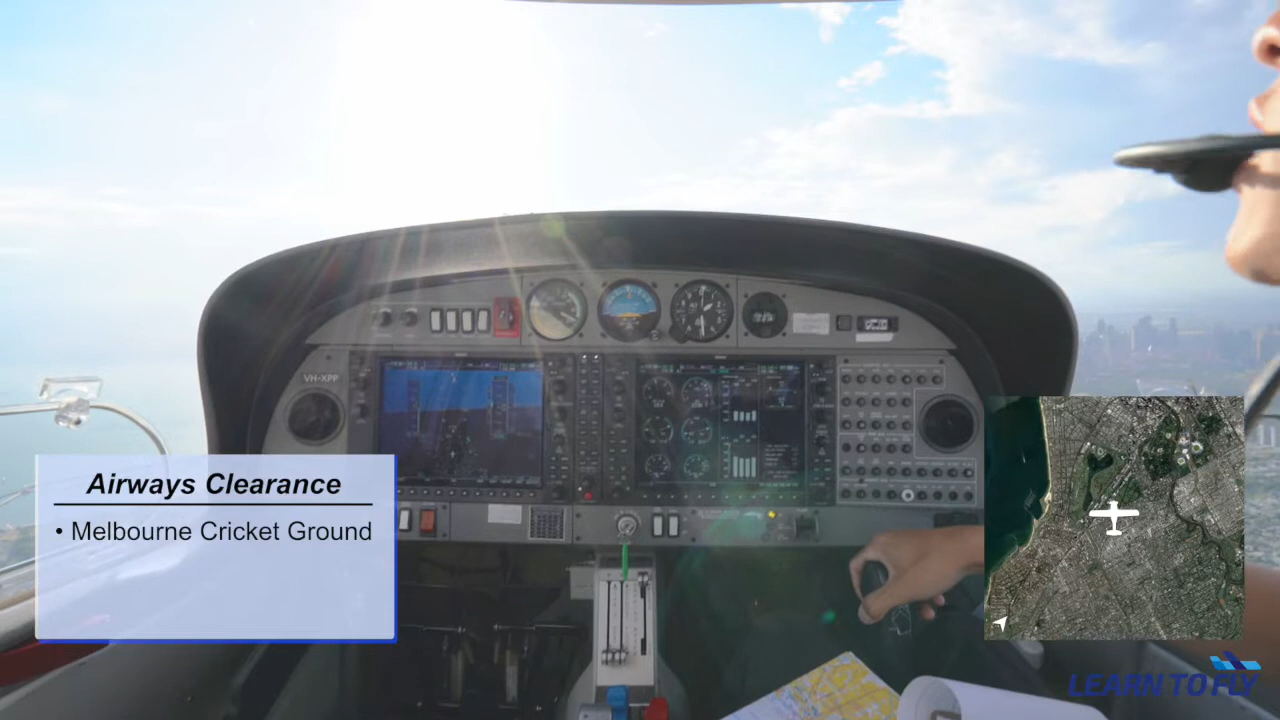 VH-XPP
Airways Clearance
• Melbourne Cricket Ground
LEARN TO FLY